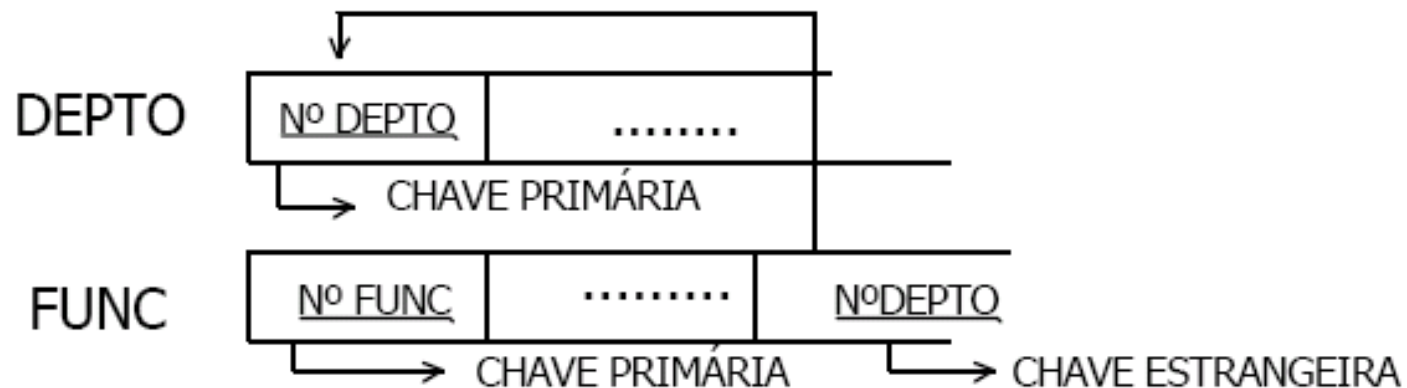 DEPTO Nº DEPTO ........
CHAVE PRIMÁRIA
FUNC Nº FUNC ......... NºDEPTO
CHAVE PRIMÁRIA CHAVE ESTRANGEIRA